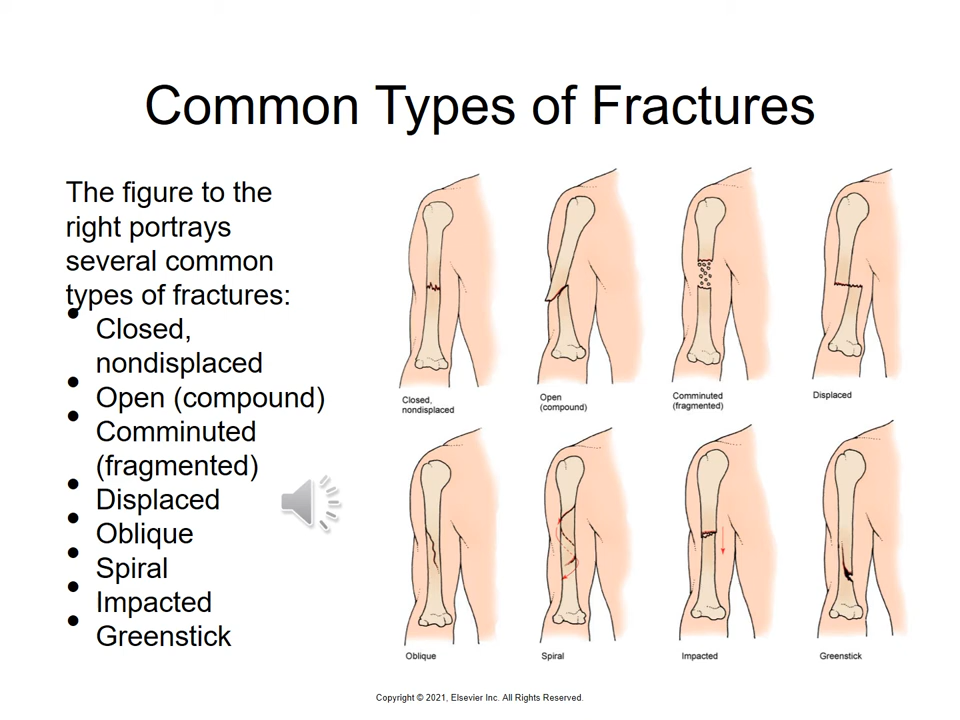 Common Types of Fractures
The figure to the
right portrays
several common
types of fractures:
• Closed,
nondisplaced
• Open (compound)
• Comminuted
(fragmented)
• Displaced
• Oblique
• Spiral
• Impacted
• Greenstick
Closed,
nondisplaced
Open
(compound)
Comminuted
(fragmented)
Displaced
Oblique
Spiral
Impacted
Greenstick
Copyright © 2021, Elsevier Inc. All Rights Reserved.